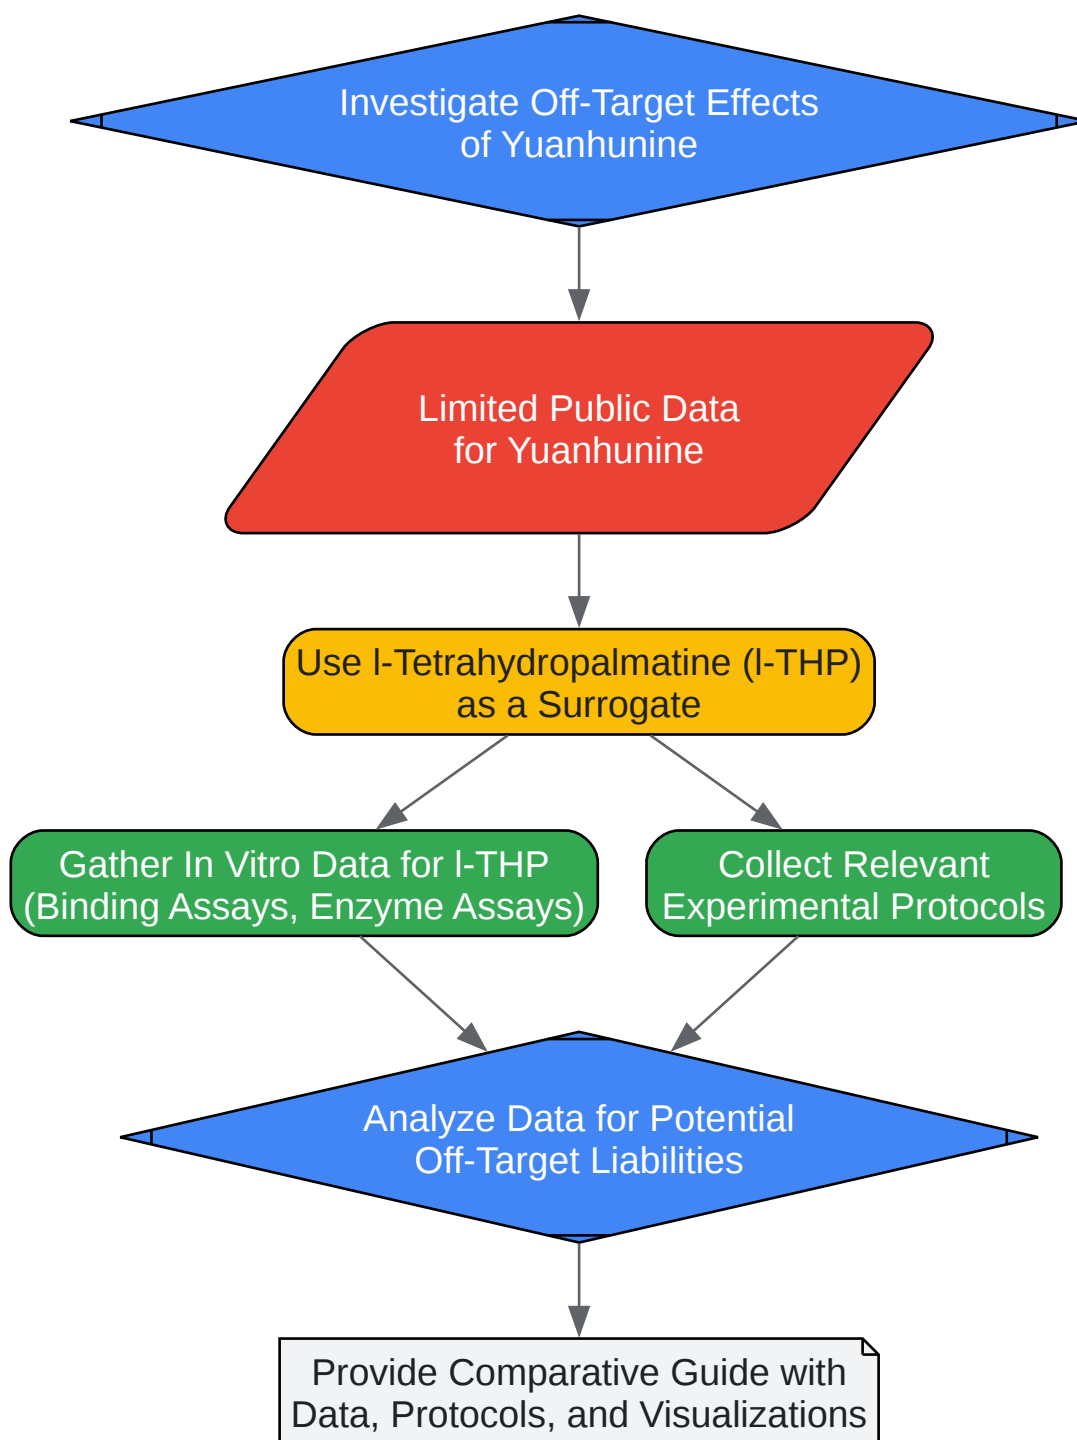 Investigate Off-Target Effects
of Yuanhunine
Limited Public Data
for Yuanhunine
Use l-Tetrahydropalmatine (l-THP)
as a Surrogate
Gather In Vitro Data for l-THP
(Binding Assays, Enzyme Assays)
Collect Relevant
Experimental Protocols
Analyze Data for Potential
Off-Target Liabilities
Provide Comparative Guide with
Data, Protocols, and Visualizations